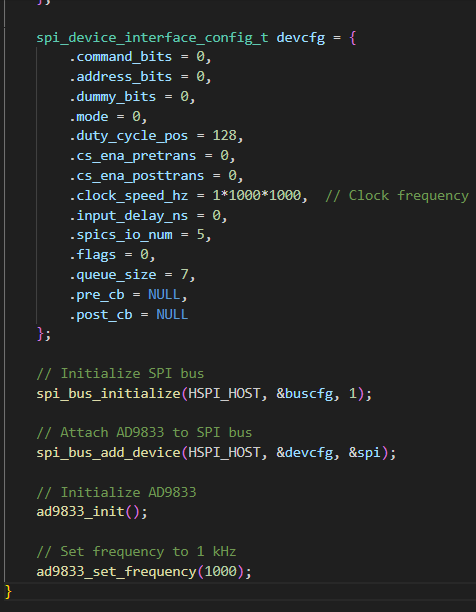 };
spi_device_interface_config_t devcfg = {
.command_bits = 0,
.address_bits = 0,
.dummy_bits = 0,
.mode = 0,
.duty_cycle_pos = 128,
.cs_ena_pretrans = 0,
.cs_ena_posttrans = 0,
.clock_speed_hz = 1*1000*1000,  // Clock frequency
.input_delay_ns = 0,
.spics_io_num = 5,
.flags = 0,
.queue_size = 7,
.pre_cb = NULL,
.post_cb = NULL
};
// Initialize SPI bus
spi_bus_initialize(HSPI_HOST, &buscfg, 1);
// Attach AD9833 to SPI bus
spi_bus_add_device(HSPI_HOST, &devcfg, &spi);
// Initialize AD9833
ad9833_init();
// Set frequency to 1 kHz
ad9833_set_frequency(1000);
}